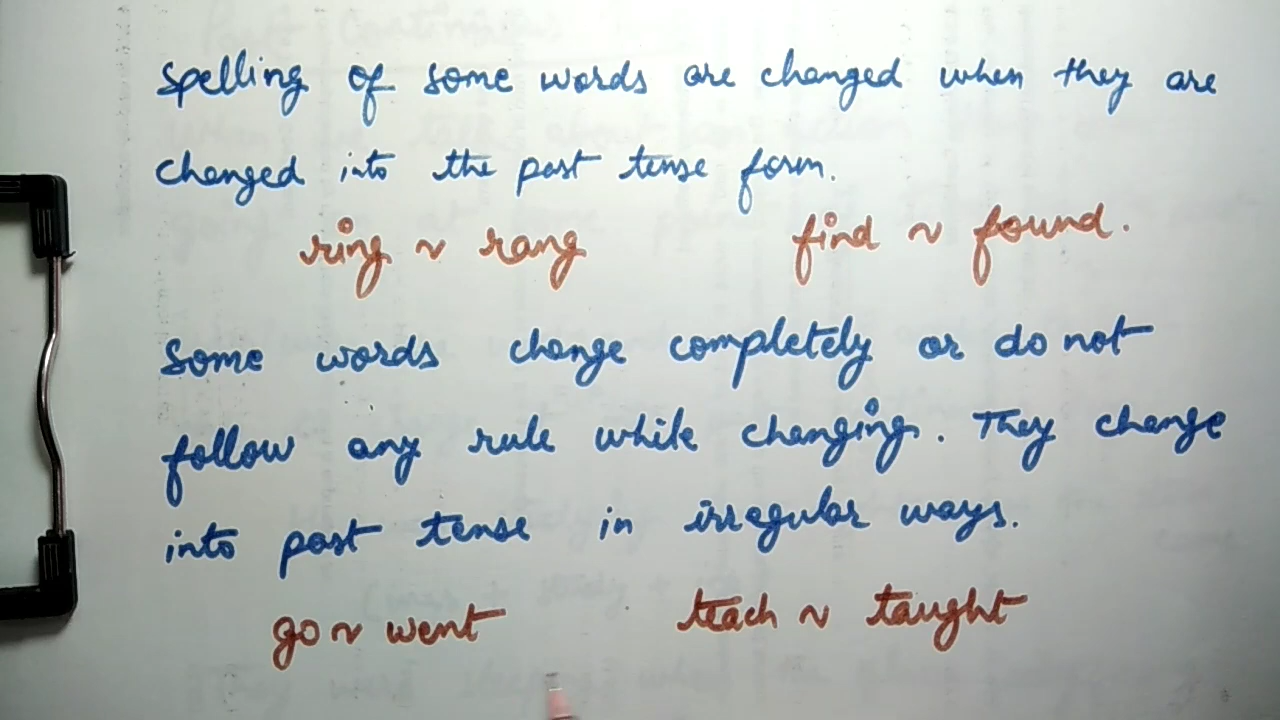 spelling of some words are changed when they are
changed into the past tense form.
ring ~ rang find ~ found.
Some words change completely or do not
follow any rule while changing. They change
into past tense in irregular ways.
go ~ went teach ~ taught